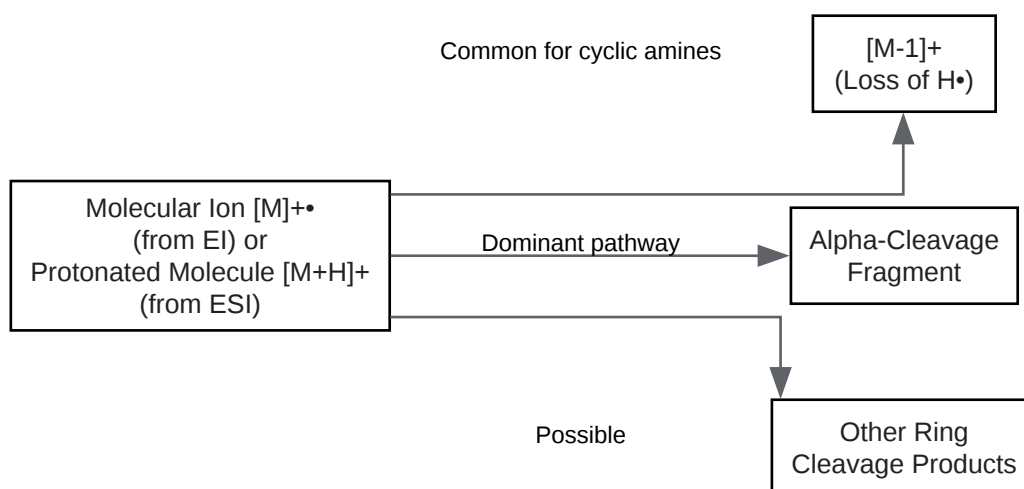 Common for cyclic amines
[M-1]+
(Loss of H•)
Molecular Ion [M]+•
(from EI) or
Protonated Molecule [M+H]+
(from ESI)
Dominant pathway
Alpha-Cleavage
Fragment
Possible
Other Ring
Cleavage Products